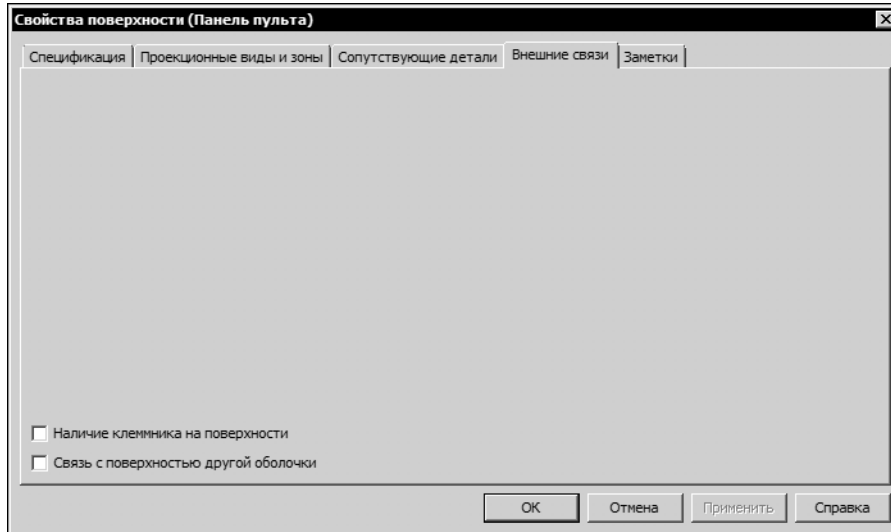 Свойства поверхности (Панель пульта)
Спецификация Проекционные виды и зоны Сопутствующие детали Внешние связи Заметки
Наличие клеммника на поверхности
Связь с поверхностью другой оболочки
OK Отмена Применить Справка